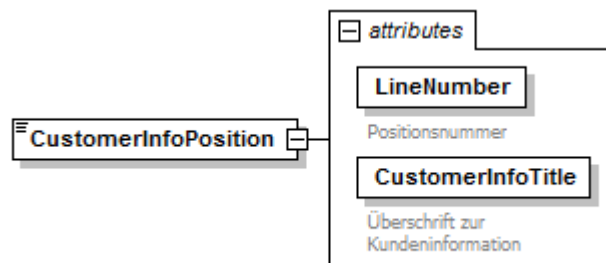 attributes
LineNumber
Positionsnummer
CustomerInfoPosition
CustomerInfoTitle
Überschrift zur
Kundeninformation